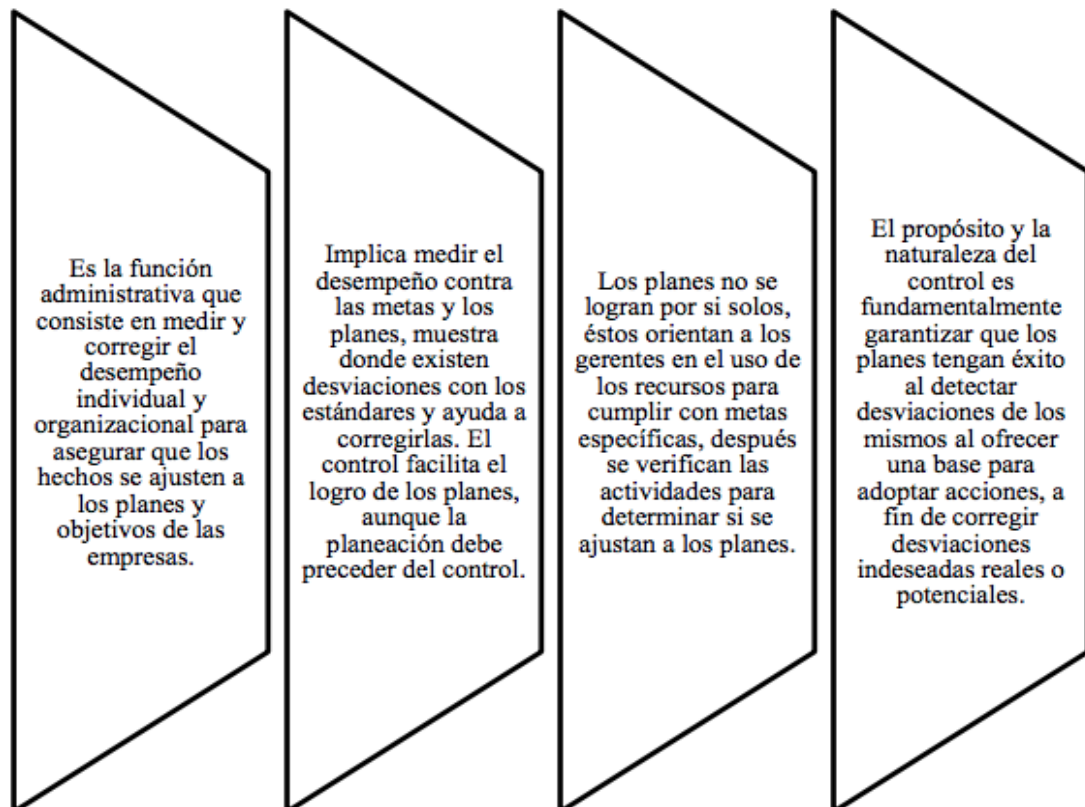 Es la función
administrativa que
consiste en medir y
corregir el
desempeño
individual y
organizacional para
asegurar que los
hechos se ajusten a
los planes y
objetivos de las
empresas.
Implica medir el
desempeño contra
las metas y los
planes, muestra
donde existen
desviaciones con los
estándares y ayuda a
corregirlas. El
control facilita el
logro de los planes,
aunque la
planeación debe
preceder del control.
Los planes no se
logran por si solos,
éstos orientan a los
gerentes en el uso de
los recursos para
cumplir con metas
específicas, después
se verifican las
actividades para
determinar si se
ajustan a los planes.
El propósito y la
naturaleza del
control es
fundamentalmente
garantizar que los
planes tengan éxito
al detectar
desviaciones de los
mismos al ofrecer
una base para
adoptar acciones, a
fin de corregir
desviaciones
indeseadas reales o
potenciales.